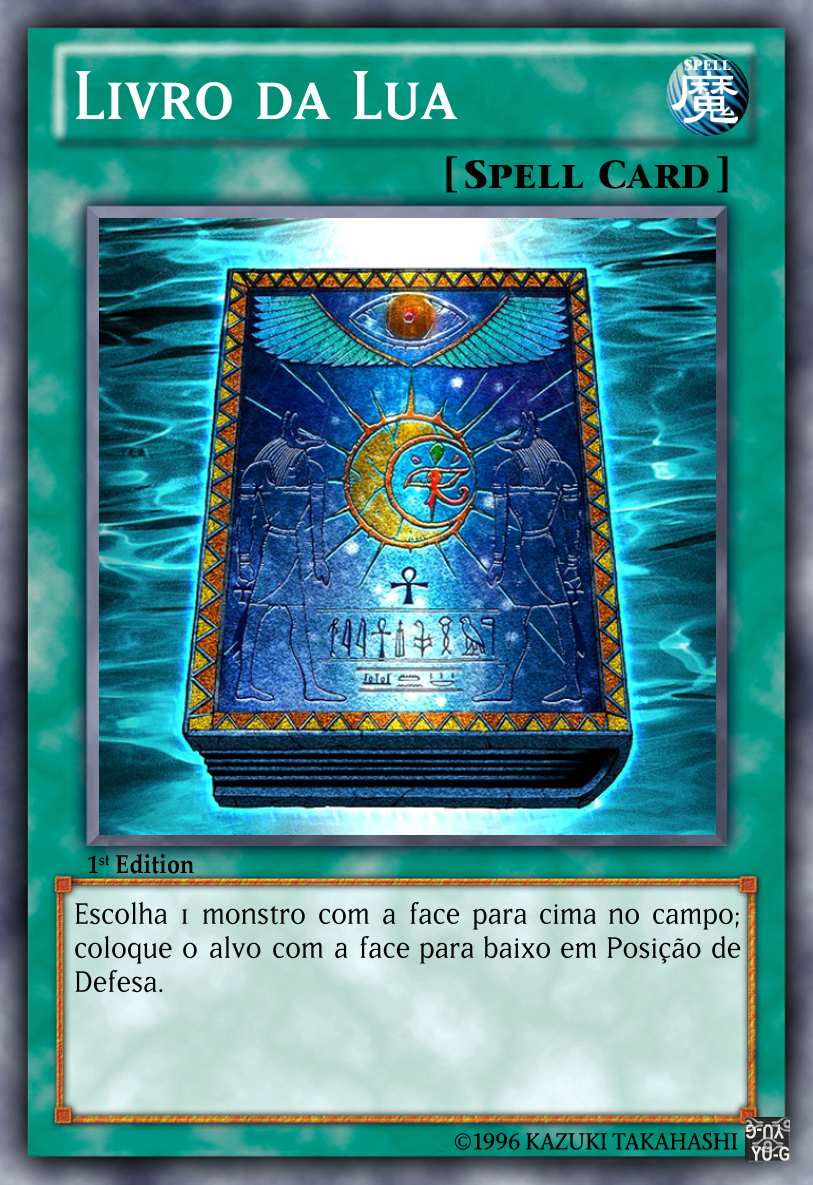 Livro da Lua
SPELL
魔
[Spell Card]
1st Edition
Escolha 1 monstro com a face para cima no campo;
coloque o alvo com a face para baixo em Posição de
Defesa.
©1996 KAZUKI TAKAHASHI
YU-G
YU-G